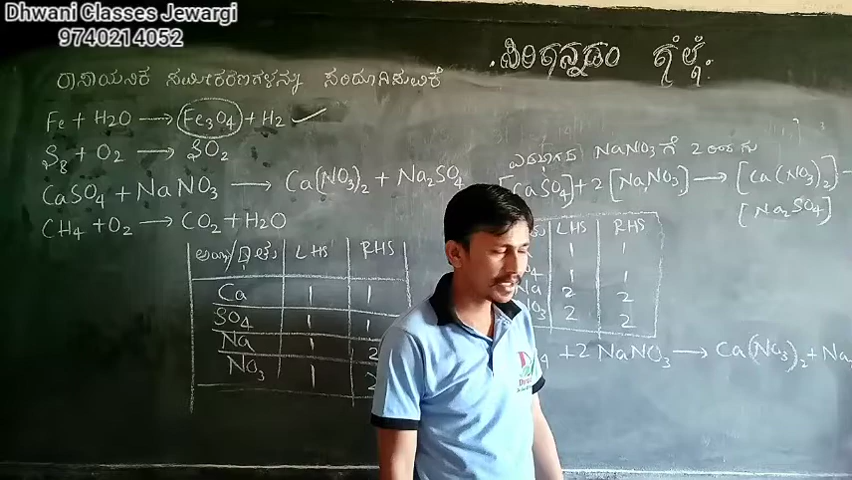 Dhwani Classes Jewargi
9740214052
ಸಿರಿಗನ್ನಡಂ ಗೆಲ್ಗೆ.
ರಾಸಾಯನಿಕ ಸಮೀಕರಣಗಳನ್ನು ಸರಿದೂಗಿಸುವಿಕೆ
Fe + H2O → Fe3O4 + H2 ✓
S8 + O2 → SO2
CaSO4 + NaNO3 → Ca(NO3)2 + Na2SO4
CH4 + O2 → CO2 + H2O
LHS RHS
Ca 1 1
SO4 1 1
Na 1 2
NO3 1 2
NaNO3 ಗೆ 2
[CaSO4] + 2[NaNO3] → [Ca(NO3)2] -
[Na2SO4]
LHS RHS
1 1
1 1
Na 2 2
2 2
+ 2 NaNO3 → Ca(NO3)2 + Na